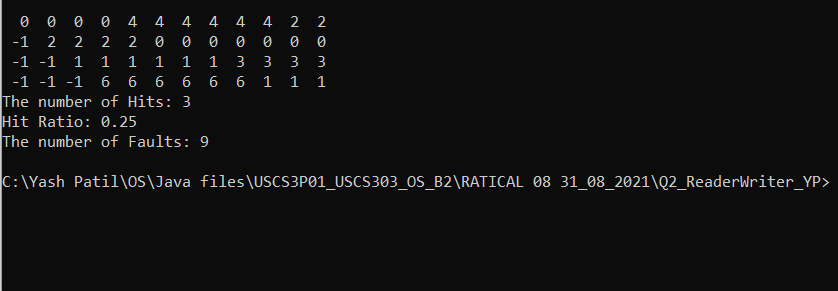 0 0 0 0 4 4 4 4 4 4 2 2
-1 2 2 2 2 0 0 0 0 0 0 0
-1 -1 1 1 1 1 1 1 3 3 3 3
-1 -1 -1 6 6 6 6 6 6 1 1 1
The number of Hits: 3
Hit Ratio: 0.25
The number of Faults: 9
C:\Yash Patil\OS\Java files\USCS3P01_USCS303_OS_B2\RATICAL 08 31_08_2021\Q2_ReaderWriter_YP>